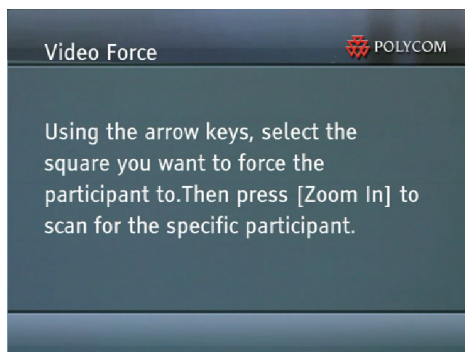 Video Force
POLYCOM
Using the arrow keys, select the
square you want to force the
participant to.Then press [Zoom In] to
scan for the specific participant.